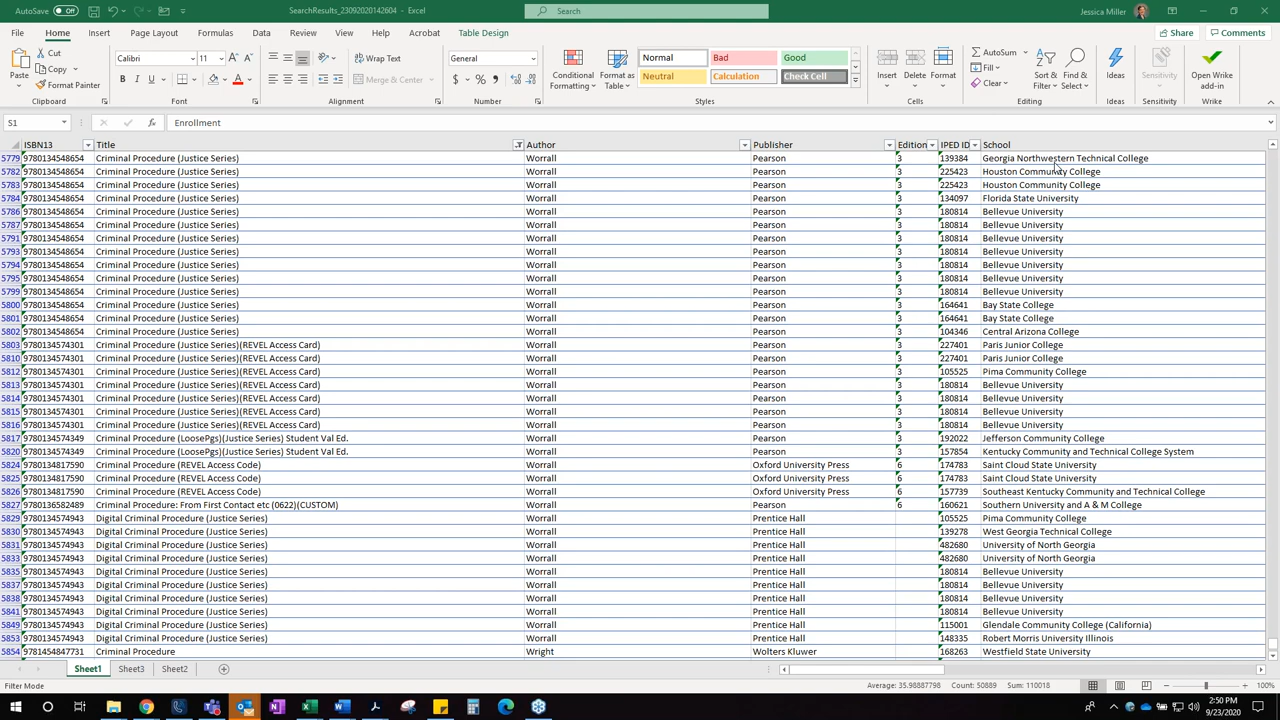 AutoSave Off SearchResults_23092020142604 - Excel Search Jessica Miller
File Home Insert Page Layout Formulas Data Review View Help Acrobat Table Design Share Comments
Paste Cut Copy Format Painter Clipboard
Calibri 11 B I U Font
Wrap Text Merge & Center Alignment
General $ % Number
Conditional Formatting Format as Table Normal Bad Good Neutral Calculation Check Cell Styles
Insert Delete Format Cells
AutoSum Fill Clear Sort & Filter Find & Select Editing
Ideas Ideas Sensitivity Sensitivity Open Wrike add-in Wrike
S1 fx Enrollment
ISBN13 Title Author Publisher Edition IPED ID School
5779 9780134548654 Criminal Procedure (Justice Series) Worrall Pearson 3 139384 Georgia Northwestern Technical College
5782 9780134548654 Criminal Procedure (Justice Series) Worrall Pearson 3 225423 Houston Community College
5783 9780134548654 Criminal Procedure (Justice Series) Worrall Pearson 3 225423 Houston Community College
5784 9780134548654 Criminal Procedure (Justice Series) Worrall Pearson 3 134097 Florida State University
5786 9780134548654 Criminal Procedure (Justice Series) Worrall Pearson 3 180814 Bellevue University
5787 9780134548654 Criminal Procedure (Justice Series) Worrall Pearson 3 180814 Bellevue University
5791 9780134548654 Criminal Procedure (Justice Series) Worrall Pearson 3 180814 Bellevue University
5793 9780134548654 Criminal Procedure (Justice Series) Worrall Pearson 3 180814 Bellevue University
5794 9780134548654 Criminal Procedure (Justice Series) Worrall Pearson 3 180814 Bellevue University
5795 9780134548654 Criminal Procedure (Justice Series) Worrall Pearson 3 180814 Bellevue University
5799 9780134548654 Criminal Procedure (Justice Series) Worrall Pearson 3 180814 Bellevue University
5800 9780134548654 Criminal Procedure (Justice Series) Worrall Pearson 3 164641 Bay State College
5801 9780134548654 Criminal Procedure (Justice Series) Worrall Pearson 3 164641 Bay State College
5802 9780134548654 Criminal Procedure (Justice Series) Worrall Pearson 3 104346 Central Arizona College
5803 9780134574301 Criminal Procedure (Justice Series)(REVEL Access Card) Worrall Pearson 3 227401 Paris Junior College
5810 9780134574301 Criminal Procedure (Justice Series)(REVEL Access Card) Worrall Pearson 3 227401 Paris Junior College
5812 9780134574301 Criminal Procedure (Justice Series)(REVEL Access Card) Worrall Pearson 3 105525 Pima Community College
5813 9780134574301 Criminal Procedure (Justice Series)(REVEL Access Card) Worrall Pearson 3 180814 Bellevue University
5814 9780134574301 Criminal Procedure (Justice Series)(REVEL Access Card) Worrall Pearson 3 180814 Bellevue University
5815 9780134574301 Criminal Procedure (Justice Series)(REVEL Access Card) Worrall Pearson 3 180814 Bellevue University
5816 9780134574301 Criminal Procedure (Justice Series)(REVEL Access Card) Worrall Pearson 3 180814 Bellevue University
5817 9780134574349 Criminal Procedure (LoosePgs)(Justice Series) Student Val Ed. Worrall Pearson 3 192022 Jefferson Community College
5820 9780134574349 Criminal Procedure (LoosePgs)(Justice Series) Student Val Ed. Worrall Pearson 3 157854 Kentucky Community and Technical College System
5824 9780134817590 Criminal Procedure (REVEL Access Code) Worrall Oxford University Press 6 174783 Saint Cloud State University
5825 9780134817590 Criminal Procedure (REVEL Access Code) Worrall Oxford University Press 6 174783 Saint Cloud State University
5826 9780134817590 Criminal Procedure (REVEL Access Code) Worrall Oxford University Press 6 157739 Southeast Kentucky Community and Technical College
5827 9780136582489 Criminal Procedure: From First Contact etc (0622)(CUSTOM) Worrall Pearson 6 160621 Southern University and A & M College
5829 9780134574943 Digital Criminal Procedure (Justice Series) Worrall Prentice Hall 105525 Pima Community College
5830 9780134574943 Digital Criminal Procedure (Justice Series) Worrall Prentice Hall 139278 West Georgia Technical College
5831 9780134574943 Digital Criminal Procedure (Justice Series) Worrall Prentice Hall 482680 University of North Georgia
5833 9780134574943 Digital Criminal Procedure (Justice Series) Worrall Prentice Hall 482680 University of North Georgia
5835 9780134574943 Digital Criminal Procedure (Justice Series) Worrall Prentice Hall 180814 Bellevue University
5837 9780134574943 Digital Criminal Procedure (Justice Series) Worrall Prentice Hall 180814 Bellevue University
5838 9780134574943 Digital Criminal Procedure (Justice Series) Worrall Prentice Hall 180814 Bellevue University
5841 9780134574943 Digital Criminal Procedure (Justice Series) Worrall Prentice Hall 180814 Bellevue University
5849 9780134574943 Digital Criminal Procedure (Justice Series) Worrall Prentice Hall 115001 Glendale Community College (California)
5853 9780134574943 Digital Criminal Procedure (Justice Series) Worrall Prentice Hall 148335 Robert Morris University Illinois
5854 9781454847731 Criminal Procedure Wright Wolters Kluwer 168263 Westfield State University
Sheet1 Sheet3 Sheet2
Filter Mode Average: 35.98887798 Count: 50889 Sum: 110018 100%
2:50 PM
9/23/2020